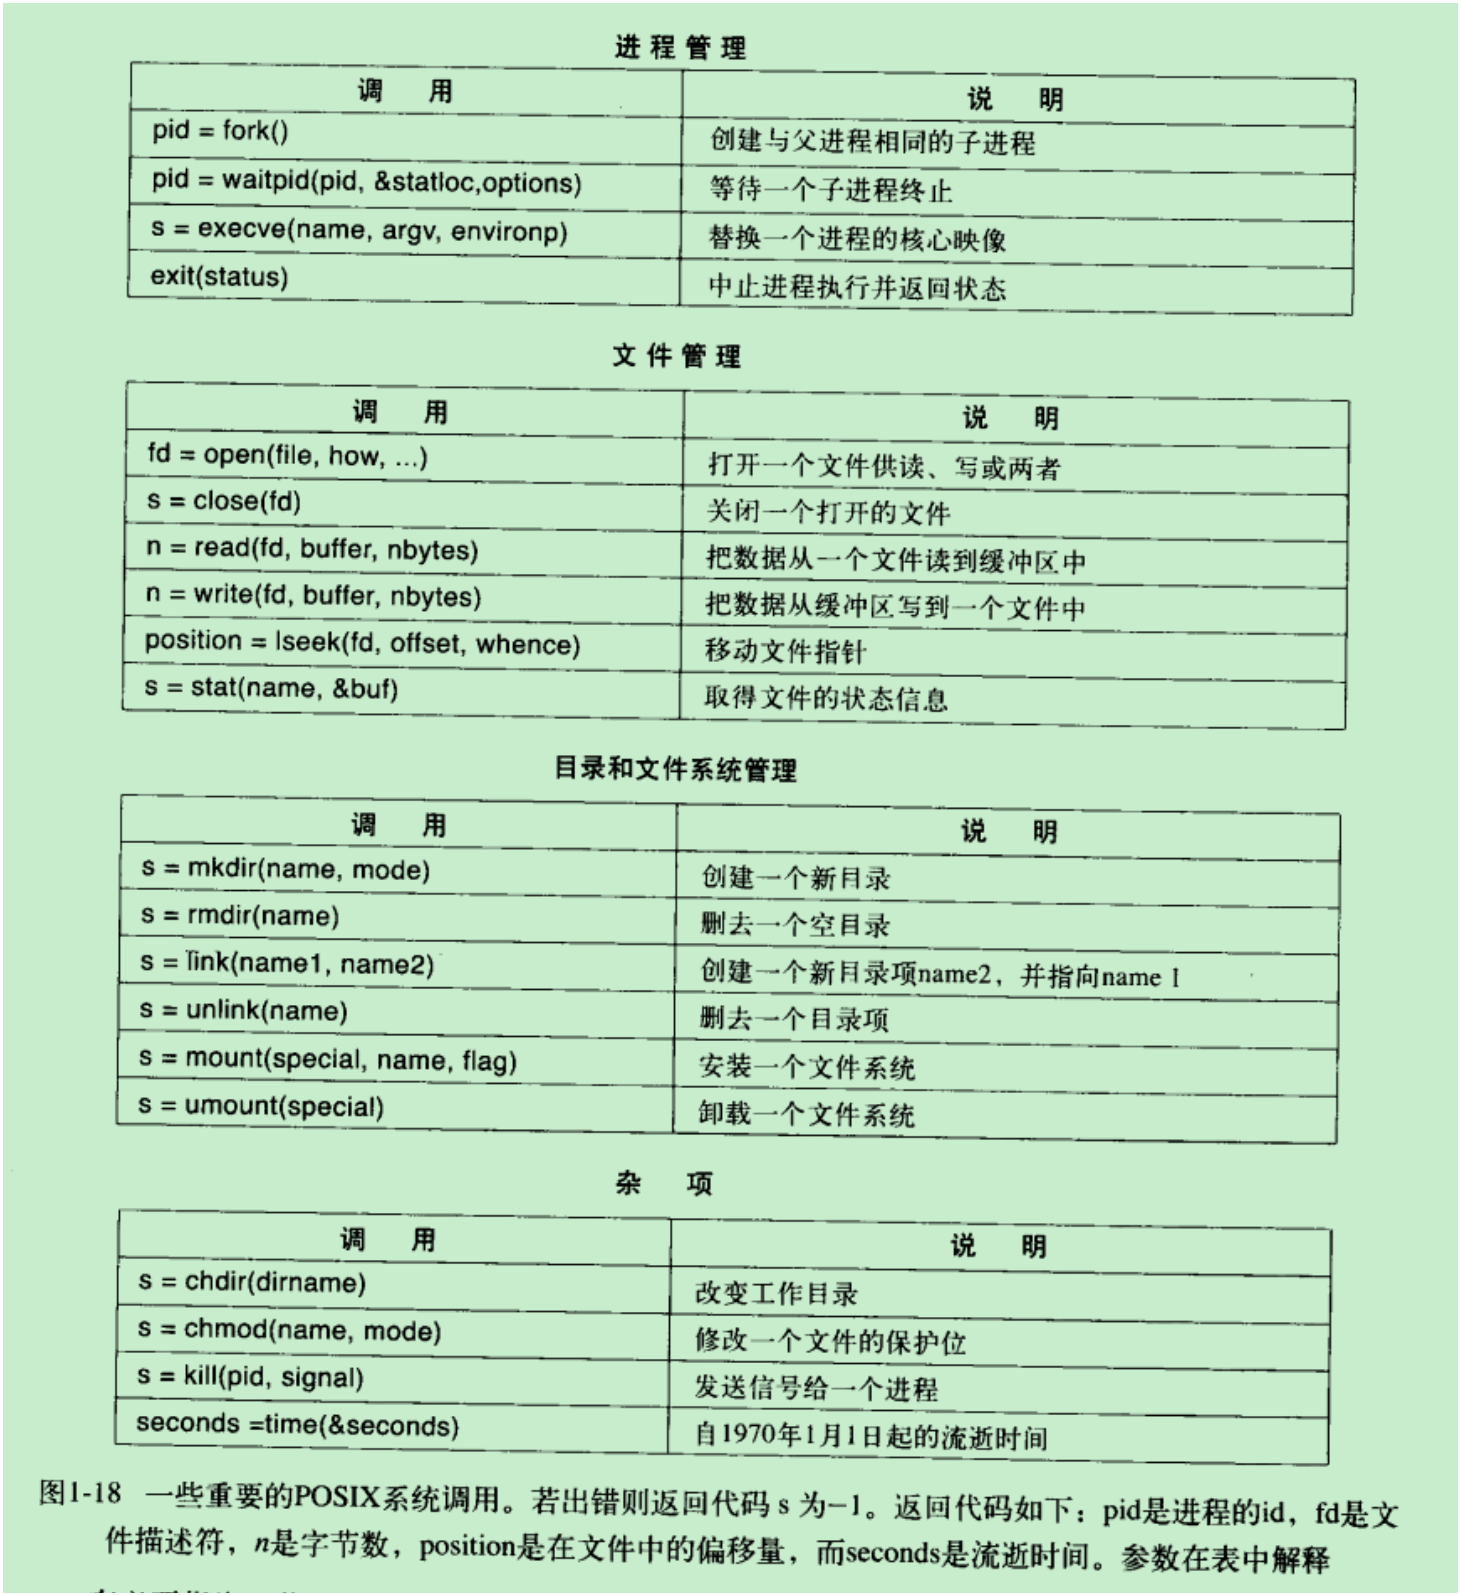 进程管理
调 用 说 明
pid = fork() 创建与父进程相同的子进程
pid = waitpid(pid, &statloc,options) 等待一个子进程终止
s = execve(name, argv, environp) 替换一个进程的核心映像
exit(status) 中止进程执行并返回状态
文件管理
调 用 说 明
fd = open(file, how, ...) 打开一个文件供读、写或两者
s = close(fd) 关闭一个打开的文件
n = read(fd, buffer, nbytes) 把数据从一个文件读到缓冲区中
n = write(fd, buffer, nbytes) 把数据从缓冲区写到一个文件中
position = lseek(fd, offset, whence) 移动文件指针
s = stat(name, &buf) 取得文件的状态信息
目录和文件系统管理
调 用 说 明
s = mkdir(name, mode) 创建一个新目录
s = rmdir(name) 删去一个空目录
s = link(name1, name2) 创建一个新目录项name2，并指向name1
s = unlink(name) 删去一个目录项
s = mount(special, name, flag) 安装一个文件系统
s = umount(special) 卸载一个文件系统
杂 项
调 用 说 明
s = chdir(dirname) 改变工作目录
s = chmod(name, mode) 修改一个文件的保护位
s = kill(pid, signal) 发送信号给一个进程
seconds =time(&seconds) 自1970年1月1日起的流逝时间
图1-18 一些重要的POSIX系统调用。若出错则返回代码 s 为−1。返回代码如下：pid是进程的id，fd是文
件描述符，n是字节数，position是在文件中的偏移量，而seconds是流逝时间。参数在表中解释